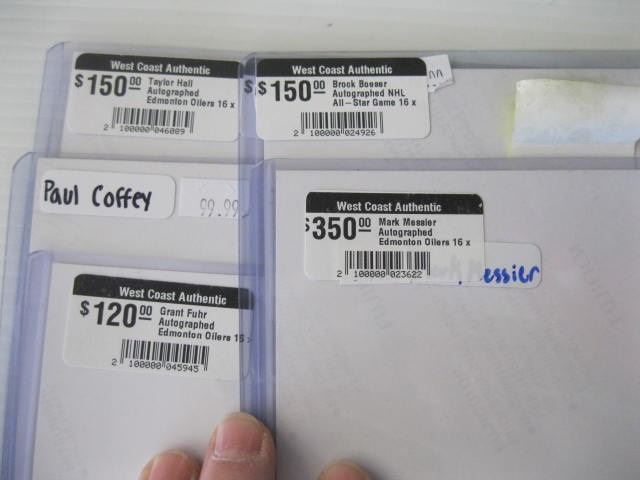 West Coast Authentic
$150.00 Taylor Hall
Autographed
Edmonton Oilers 16 x
2 100000 046089
West Coast Authentic
$150.00 Brock Boeser
Autographed NHL
All-Star Game 16 x
2 100000 024926
Paul Coffey
99.99
West Coast Authentic
$350.00 Mark Messier
Autographed
Edmonton Oilers 16 x
2 100000 023622
essier
West Coast Authentic
$120.00 Grant Fuhr
Autographed
Edmonton Oilers 16
2 100000 045945